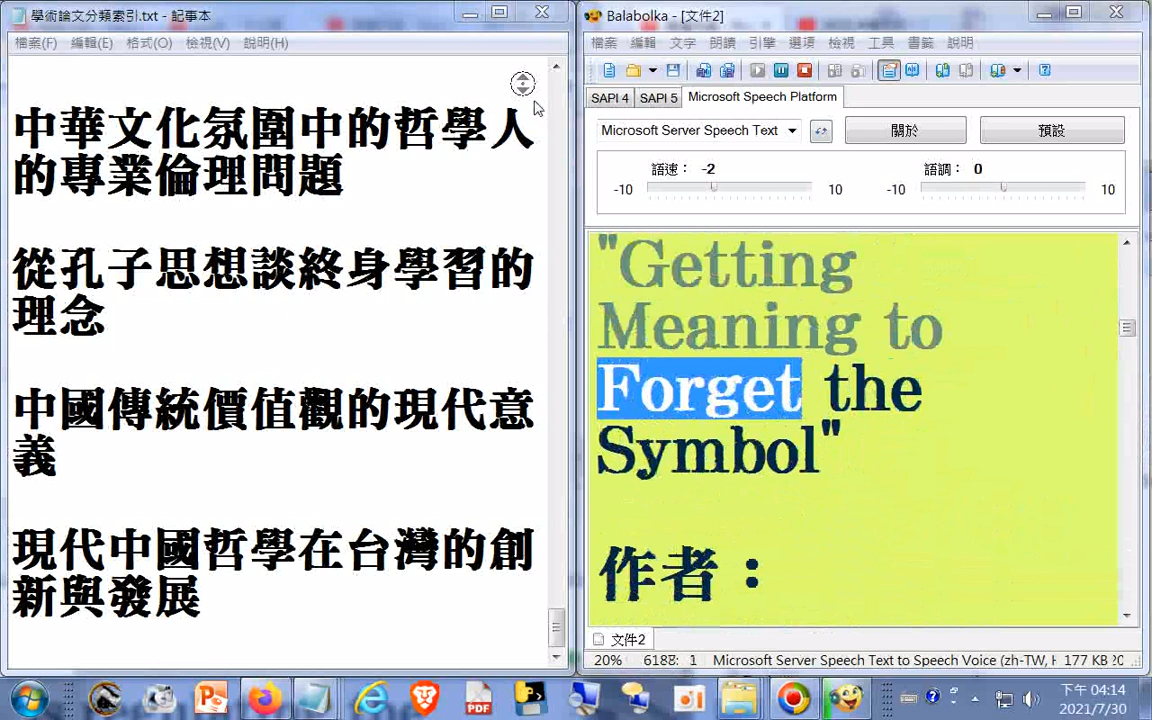 學術論文分類索引.txt - 記事本
檔案(F) 編輯(E) 格式(O) 檢視(V) 說明(H)
中華文化氛圍中的哲學人
的專業倫理問題
從孔子思想談終身學習的
理念
中國傳統價值觀的現代意
義
現代中國哲學在台灣的創
新與發展
Balabolka - [文件2]
檔案 編輯 文字 朗讀 引擎 選項 檢視 工具 書籤 說明
SAPI 4 SAPI 5 Microsoft Speech Platform
Microsoft Server Speech Text 關於 預設
語速： -2 語調： 0
-10 10 -10 10
"Getting
Meaning to
Forget the
Symbol"
作者：
文件2
20% 1 Microsoft Server Speech Text to Speech Voice (zh-TW, 177 KB
下午 04:14
2021/7/30